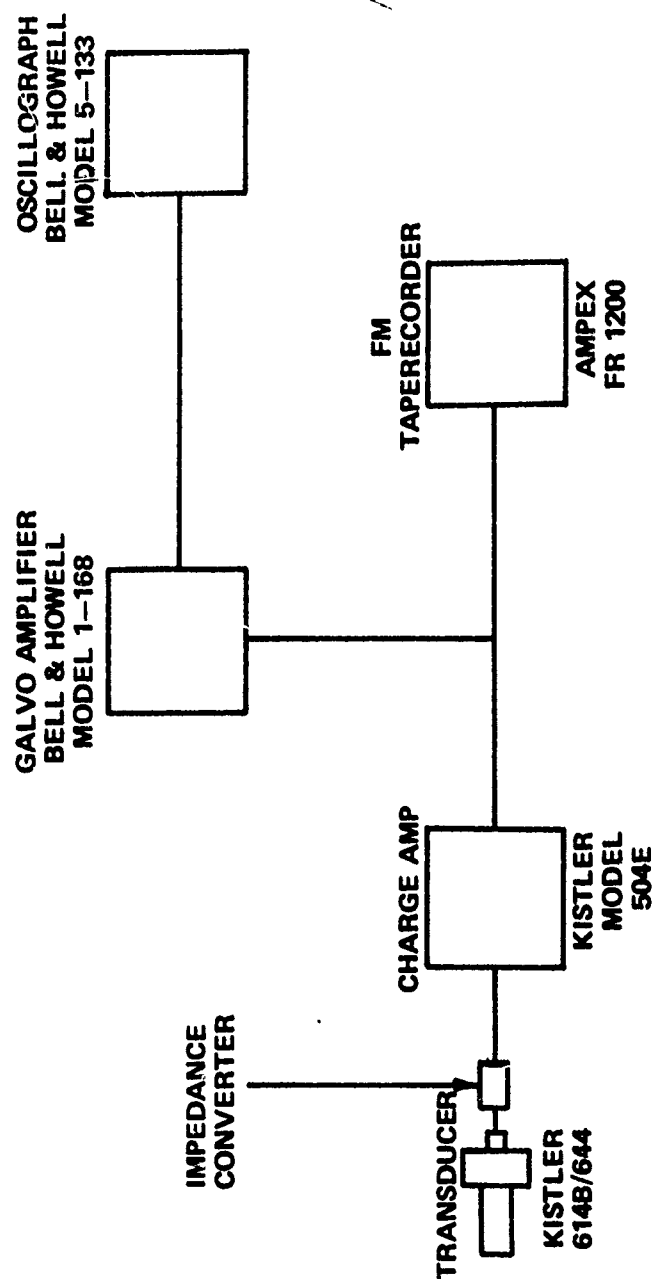 OSCILLOGRAPH
BELL & HOWELL
MODEL 5-133
FM
TAPERECORDER
AMPEX
FR 1200
GALVO AMPLIFIER
BELL & HOWELL
MODEL 1-168
CHARGE AMP
KISTLER
MODEL
504E
IMPEDANCE
CONVERTER
TRANSDUCER
KISTLER
614B/644